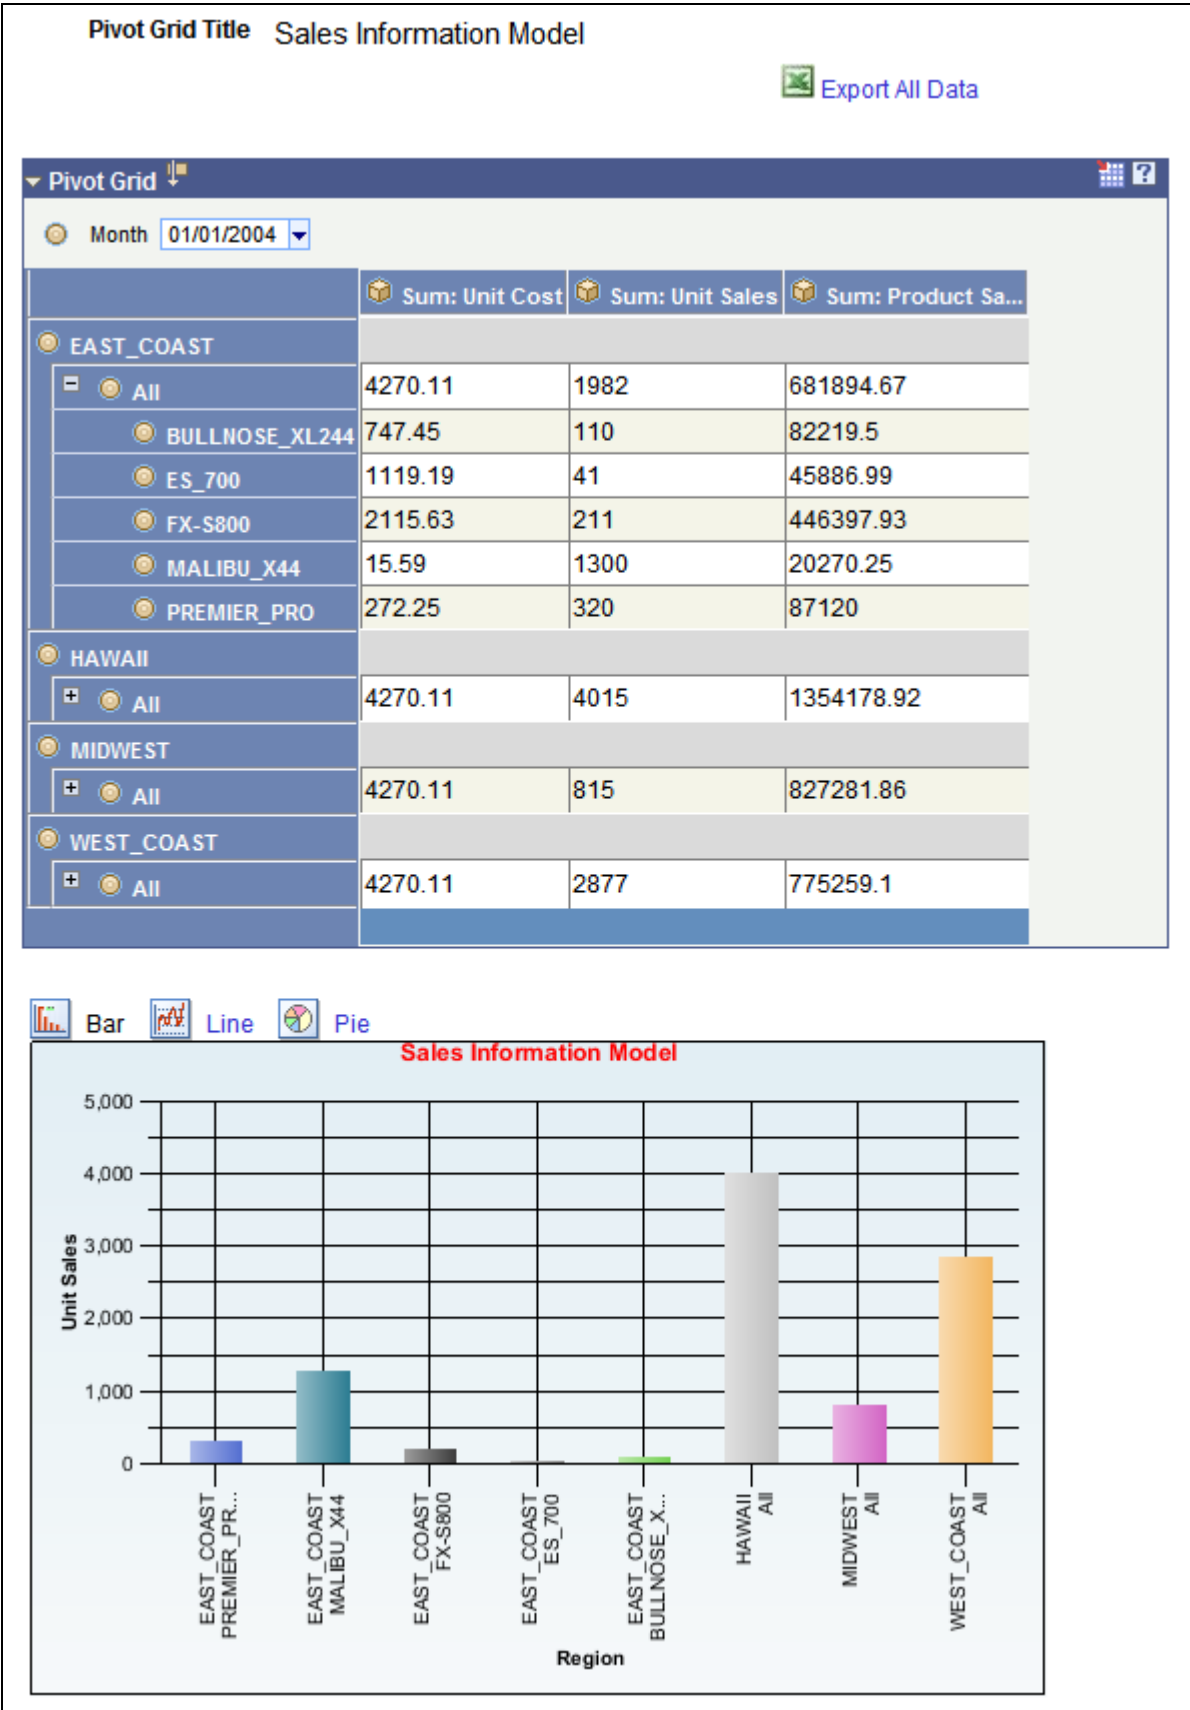 Pivot Grid Title Sales Information Model
Export All Data
Pivot Grid ?
Month 01/01/2004
Sum: Unit Cost Sum: Unit Sales Sum: Product Sa...
EAST_COAST
All 4270.11 1982 681894.67
BULLNOSE_XL244 747.45 110 82219.5
ES_700 1119.19 41 45886.99
FX-S800 2115.63 211 446397.93
MALIBU_X44 15.59 1300 20270.25
PREMIER_PRO 272.25 320 87120
HAWAII
All 4270.11 4015 1354178.92
MIDWEST
All 4270.11 815 827281.86
WEST_COAST
All 4270.11 2877 775259.1
Bar Line Pie
Sales Information Model
5,000
4,000
3,000
2,000
1,000
0
Unit Sales
EAST_COAST
PREMIER_PR...
EAST_COAST
MALIBU_X44
EAST_COAST
FX-S800
EAST_COAST
ES_700
EAST_COAST
BULLNOSE_X...
HAWAII
All
MIDWEST
All
WEST_COAST
All
Region